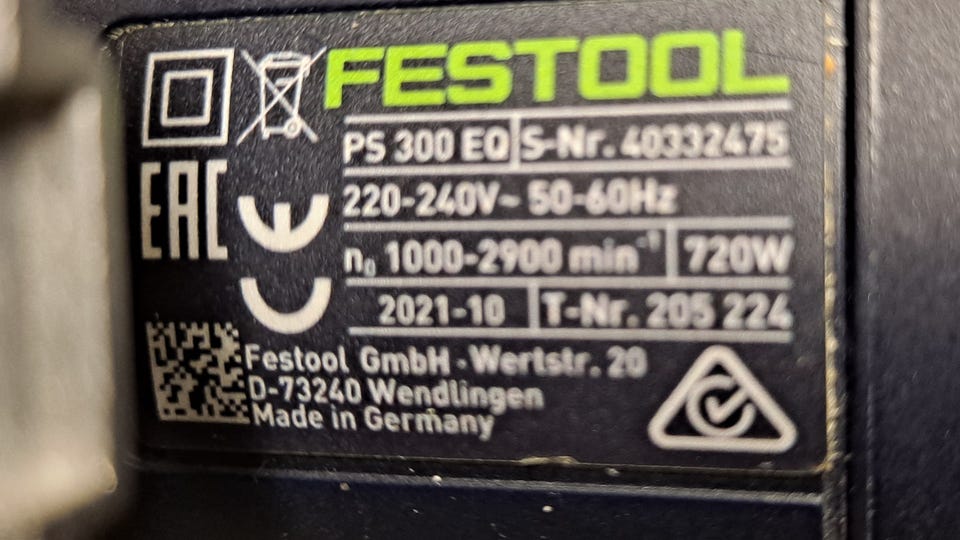 FESTOOL
PS 300 EQ S-Nr. 40332475
220-240V~ 50-60Hz
n₀ 1000-2900 min⁻¹ 720W
2021-10 T-Nr. 205 224
EAC
CE
Festool GmbH · Wertstr. 20
D-73240 Wendlingen
Made in Germany